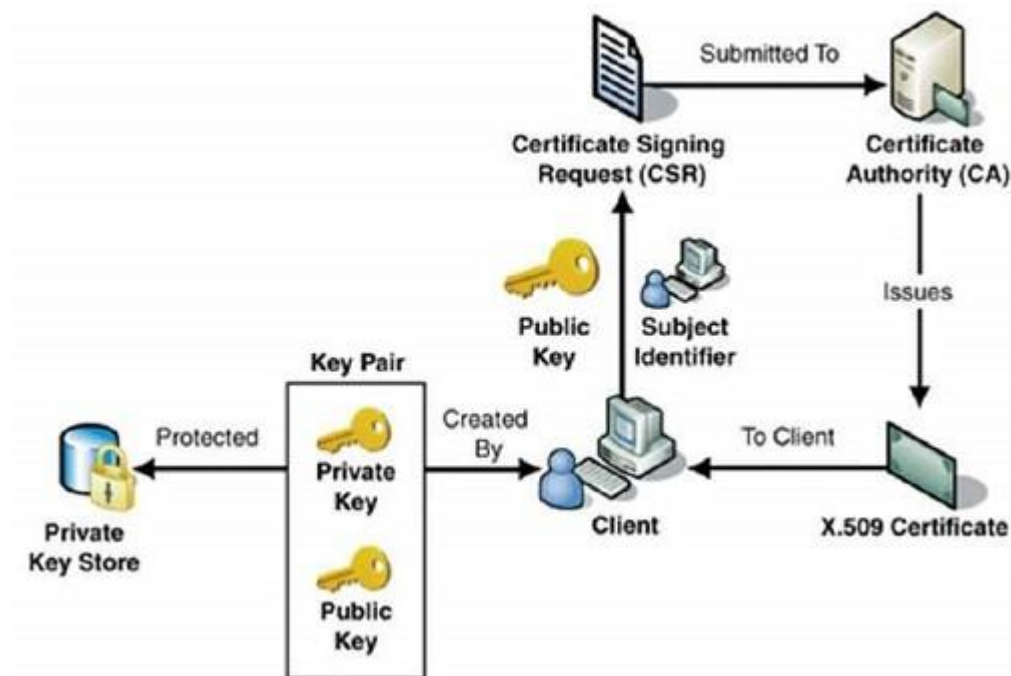 Submitted To
Certificate Signing
Request (CSR)
Certificate
Authority (CA)
Issues
Public
Key
Subject
Identifier
Key Pair
Protected
Private
Key
Created
By
To Client
Private
Key Store
Client
X.509 Certificate
Public
Key